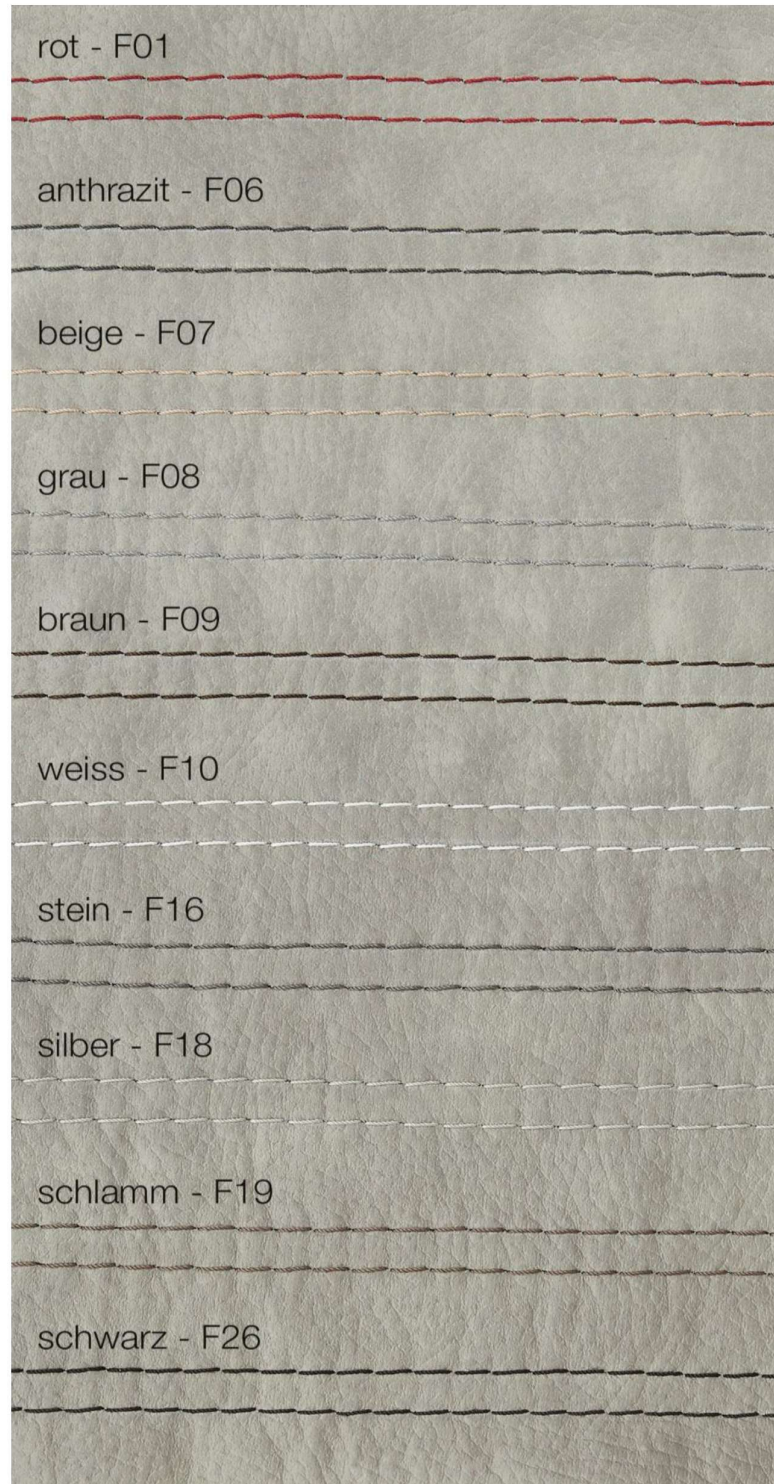 rot - F01
anthrazit - F06
beige - F07
grau - F08
braun - F09
weiss - F10
stein - F16
silber - F18
schlamm - F19
schwarz - F26